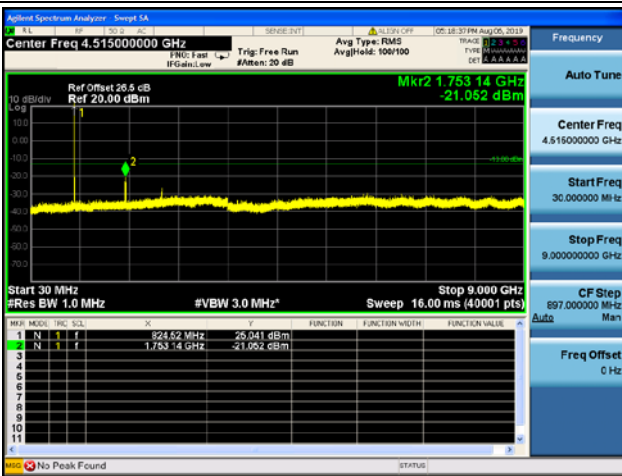 Agilent Spectrum Analyzer - Swept SA
RL RF 50 Ω AC SENSE:INT ALIGN OFF 05:18:37 PM Aug 06, 2019
Center Freq 4.515000000 GHz
PNO: Fast
IFGain:Low
Trig: Free Run
#Atten: 20 dB
Avg Type: RMS
Avg|Hold: 100/100
TRACE 1 2 3 4 5 6
TYPE
DET A A A A A A
Ref Offset 26.5 dB
Ref 20.00 dBm
10 dB/div
Log
Mkr2 1.753 14 GHz
-21.052 dBm
1
10.0
0.00
-10.0
2
-13.00 dBm
-20.0
-30.0
-40.0
-50.0
-60.0
-70.0
Start 30 MHz
#Res BW 1.0 MHz
#VBW 3.0 MHz*
Stop 9.000 GHz
Sweep 16.00 ms (40001 pts)
MKR MODE TRC SCL X Y FUNCTION FUNCTION WIDTH FUNCTION VALUE
1 N 1 f 824.52 MHz 25.041 dBm
2 N 1 f 1.753 14 GHz -21.052 dBm
3
4
5
6
7
8
9
10
11
MSG No Peak Found
STATUS
Frequency
Auto Tune
Center Freq
4.515000000 GHz
Start Freq
30.000000 MHz
Stop Freq
9.000000000 GHz
CF Step
897.000000 MHz
Auto Man
Freq Offset
0 Hz